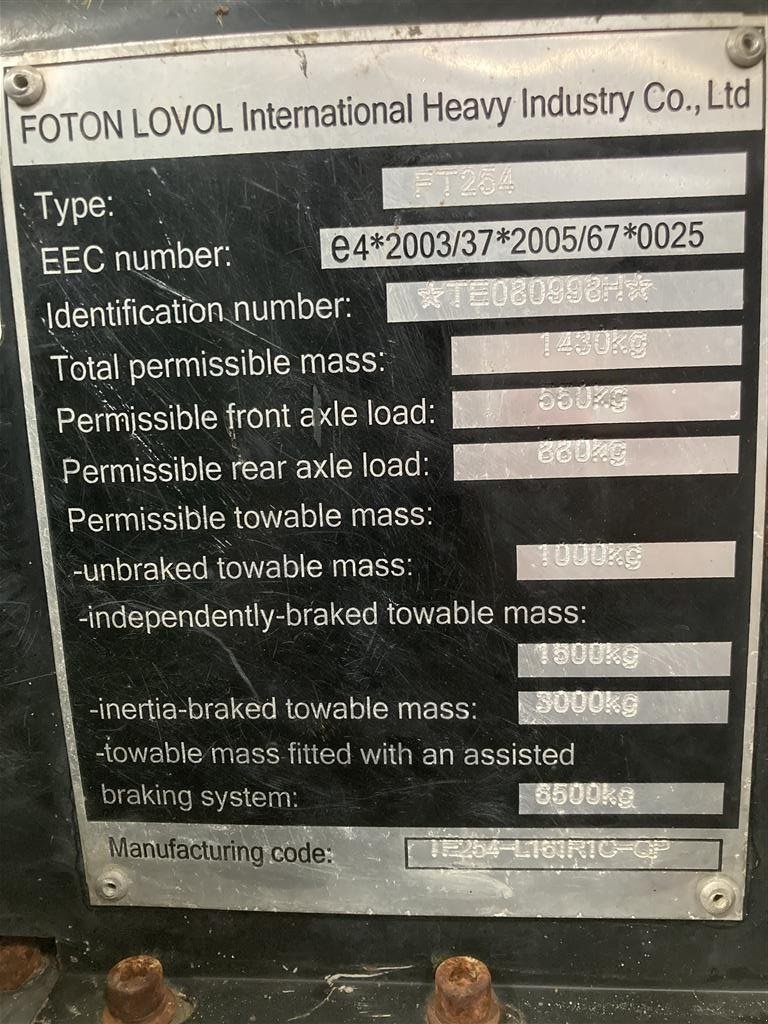 FOTON LOVOL International Heavy Industry Co., Ltd
Type: FT254
EEC number: e4*2003/37*2005/67*0025
Identification number: ☆TE080998H☆
Total permissible mass: 1430kg
Permissible front axle load: 550kg
Permissible rear axle load: 880kg
Permissible towable mass:
-unbraked towable mass: 1000kg
-independently-braked towable mass:
1500kg
-inertia-braked towable mass: 3000kg
-towable mass fitted with an assisted
braking system: 6500kg
Manufacturing code: